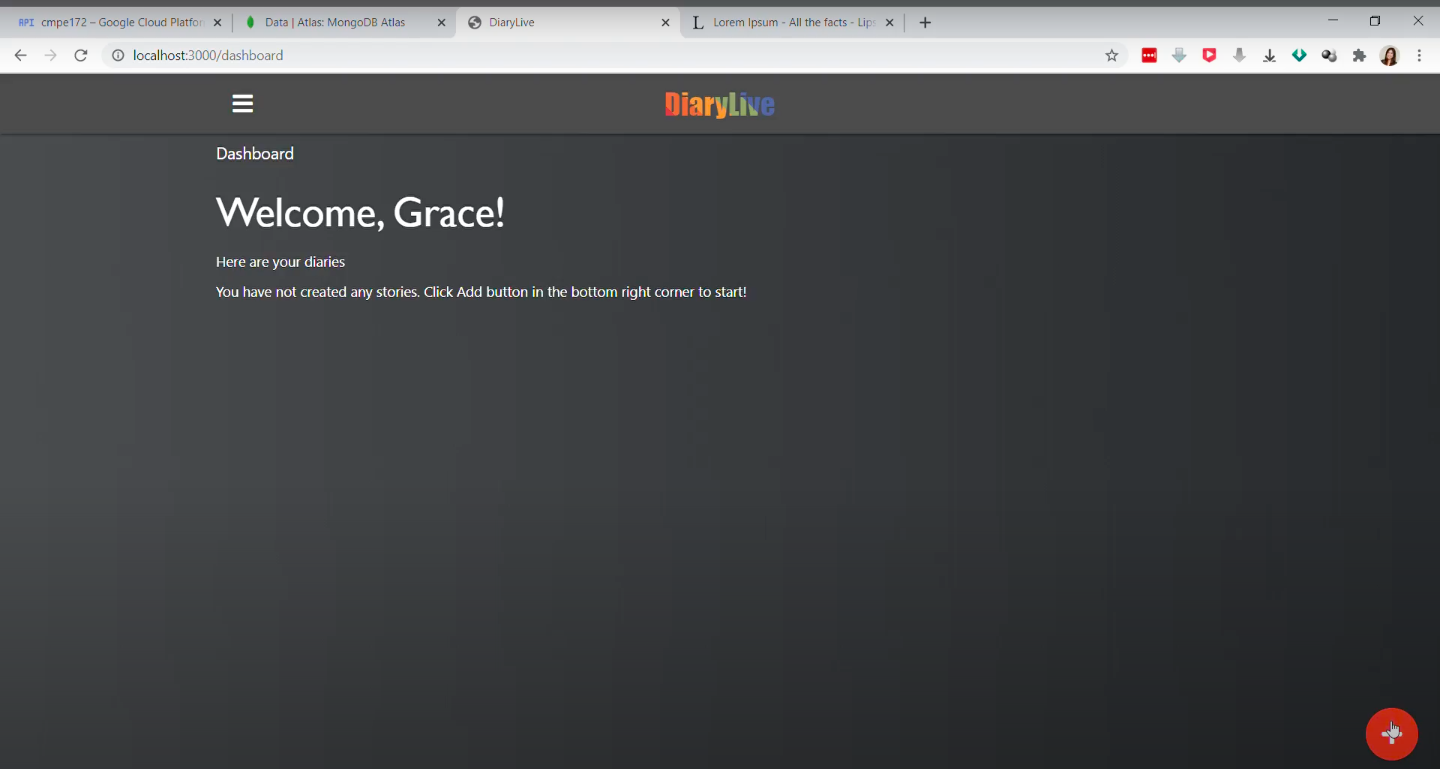 API cmpe172 – Google Cloud Platfor
Data | Atlas: MongoDB Atlas
DiaryLive
L Lorem Ipsum - All the facts - Lips
localhost:3000/dashboard
DiaryLive
Dashboard
Welcome, Grace!
Here are your diaries
You have not created any stories. Click Add button in the bottom right corner to start!